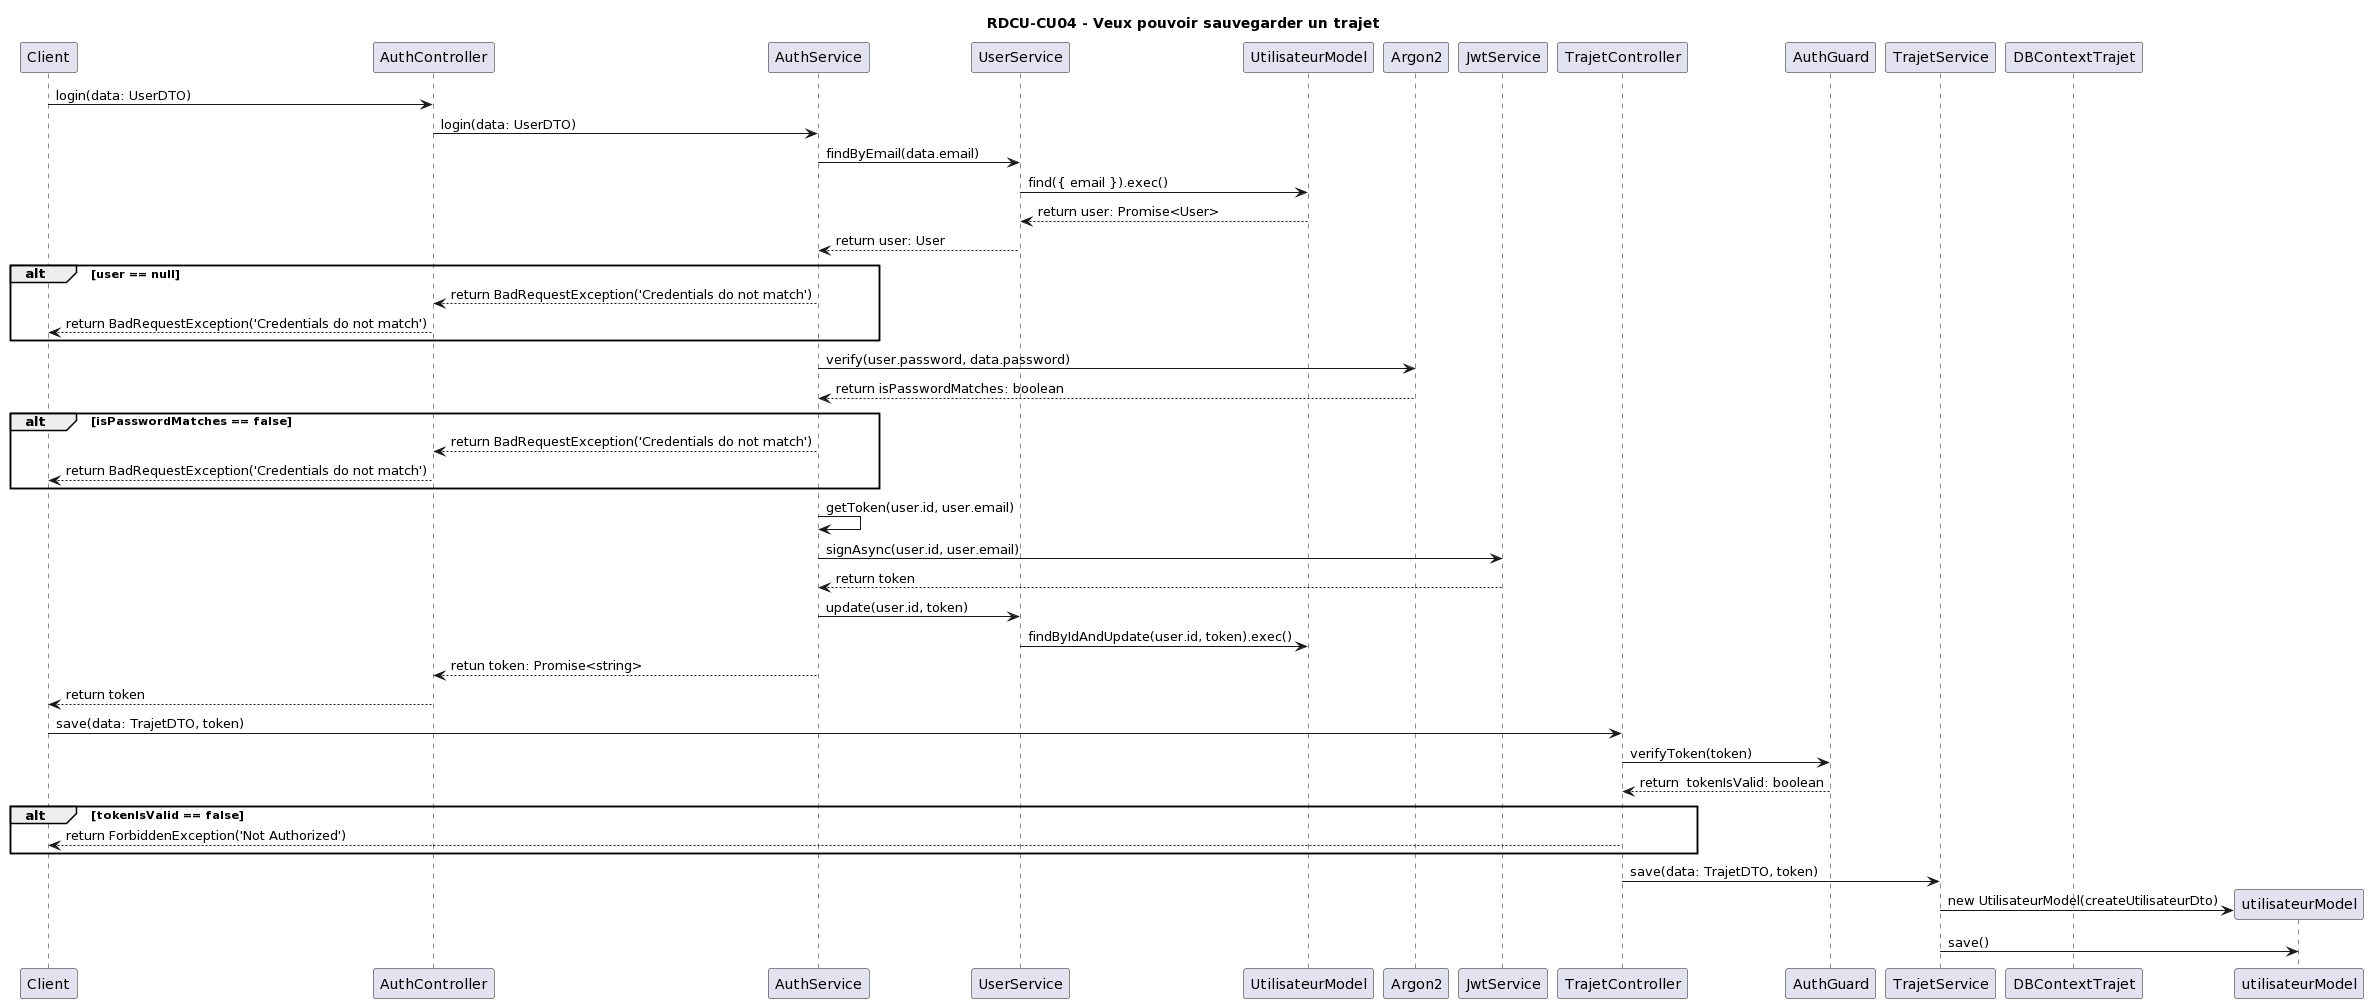 RDCU-CU04 - Veux pouvoir sauvegarder un trajet
Client AuthController AuthService UserService UtilisateurModel Argon2 JwtService TrajetController AuthGuard TrajetService DBContextTrajet
login(data: UserDTO)
login(data: UserDTO)
findByEmail(data.email)
find({ email }).exec()
return user: Promise<User>
return user: User
alt [user == null]
return BadRequestException('Credentials do not match')
return BadRequestException('Credentials do not match')
verify(user.password, data.password)
return isPasswordMatches: boolean
alt [isPasswordMatches == false]
return BadRequestException('Credentials do not match')
return BadRequestException('Credentials do not match')
getToken(user.id, user.email)
signAsync(user.id, user.email)
return token
update(user.id, token)
findByIdAndUpdate(user.id, token).exec()
retun token: Promise<string>
return token
save(data: TrajetDTO, token)
verifyToken(token)
return  tokenIsValid: boolean
alt [tokenIsValid == false]
return ForbiddenException('Not Authorized')
save(data: TrajetDTO, token)
new UtilisateurModel(createUtilisateurDto) utilisateurModel
save()
Client AuthController AuthService UserService UtilisateurModel Argon2 JwtService TrajetController AuthGuard TrajetService DBContextTrajet utilisateurModel